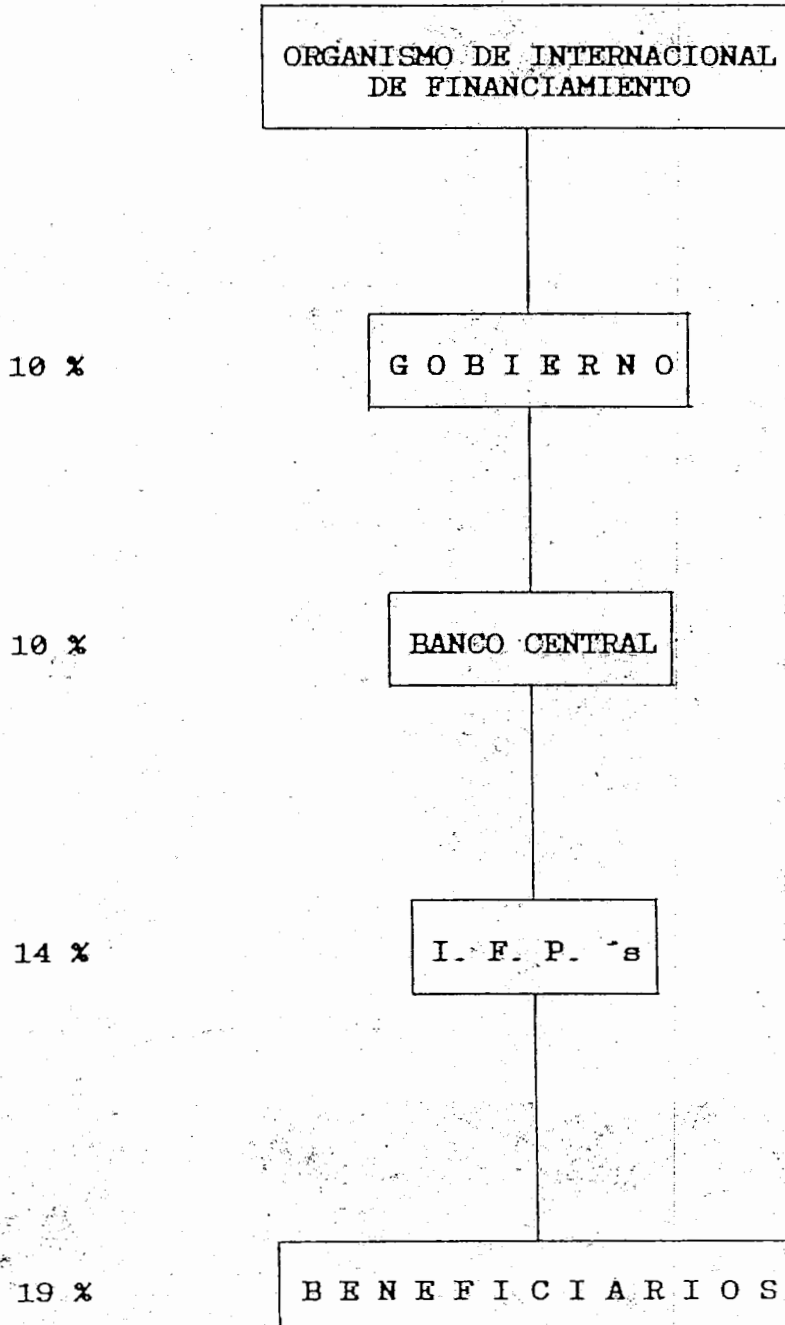 ORGANISMO DE INTERNACIONAL
DE FINANCIAMIENTO
10 % G O B I E R N O
10 % BANCO CENTRAL
14 % I. F. P. ´s
19 % B E N E F I C I A R I O S